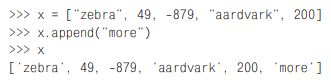 >>> x = ["zebra", 49, -879, "aardvark", 200]
>>> x.append("more")
>>> x
['zebra', 49, -879, 'aardvark', 200, 'more']